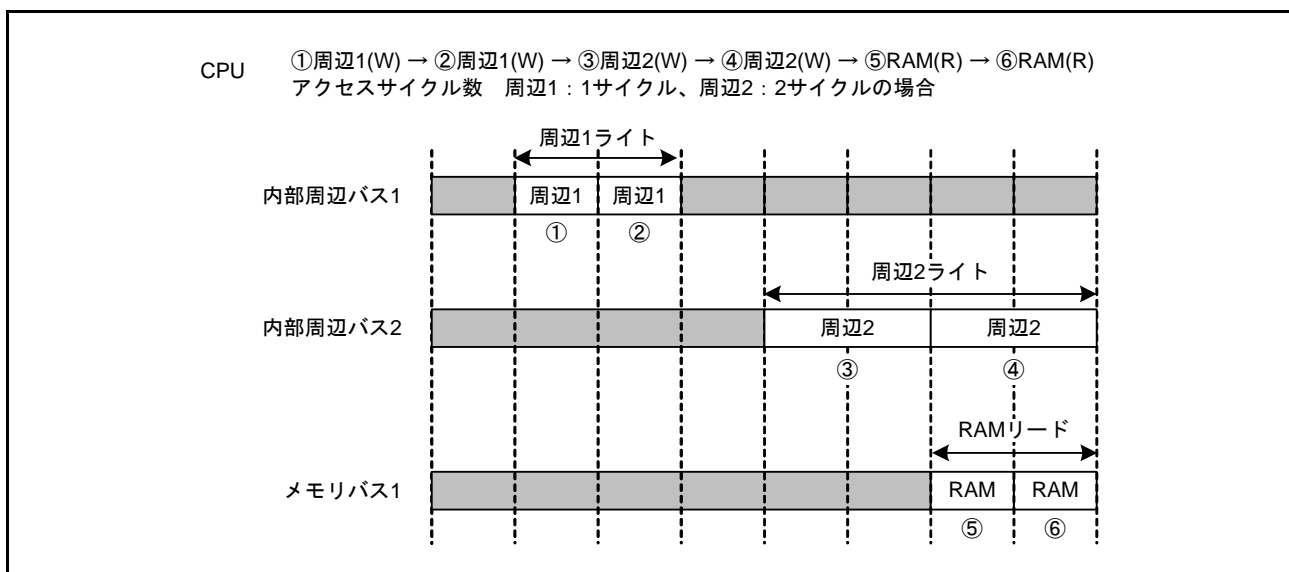 CPU ①周辺1(W) → ②周辺1(W) → ③周辺2(W) → ④周辺2(W) → ⑤RAM(R) → ⑥RAM(R)
アクセスサイクル数 周辺1：1サイクル、周辺2：2サイクルの場合
周辺1ライト
内部周辺バス1 周辺1 周辺1
① ②
周辺2ライト
内部周辺バス2 周辺2 周辺2
③ ④
RAMリード
メモリバス1 RAM RAM
⑤ ⑥